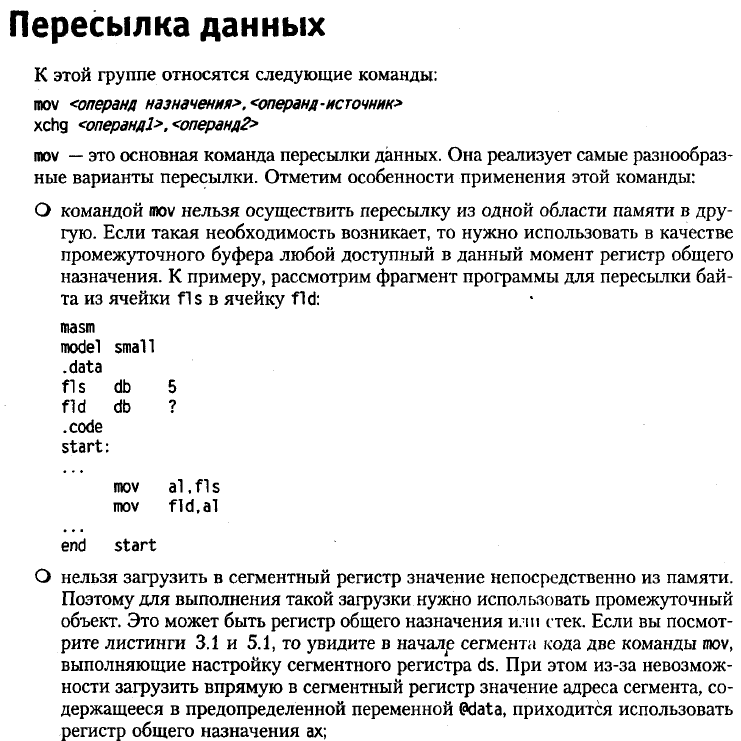 Пересылка данных
К этой группе относятся следующие команды:
mov <операнд назначения>,<операнд-источник>
xchg <операнд1>,<операнд2>
mov — это основная команда пересылки данных. Она реализует самые разнообраз-
ные варианты пересылки. Отметим особенности применения этой команды:
командой mov нельзя осуществить пересылку из одной области памяти в дру-
гую. Если такая необходимость возникает, то нужно использовать в качестве
промежуточного буфера любой доступный в данный момент регистр общего
назначения. К примеру, рассмотрим фрагмент программы для пересылки бай-
та из ячейки fls в ячейку fld:
masm
model small
.data
fls db 5
fld db ?
.code
start:
...
mov al,fls
mov fld,al
...
end start
нельзя загрузить в сегментный регистр значение непосредственно из памяти.
Поэтому для выполнения такой загрузки нужно использовать промежуточный
объект. Это может быть регистр общего назначения или стек. Если вы посмот-
рите листинги 3.1 и 5.1, то увидите в начале сегмента кода две команды mov,
выполняющие настройку сегментного регистра ds. При этом из-за невозмож-
ности загрузить впрямую в сегментный регистр значение адреса сегмента, со-
держащееся в предопределенной переменной @data, приходится использовать
регистр общего назначения ax;